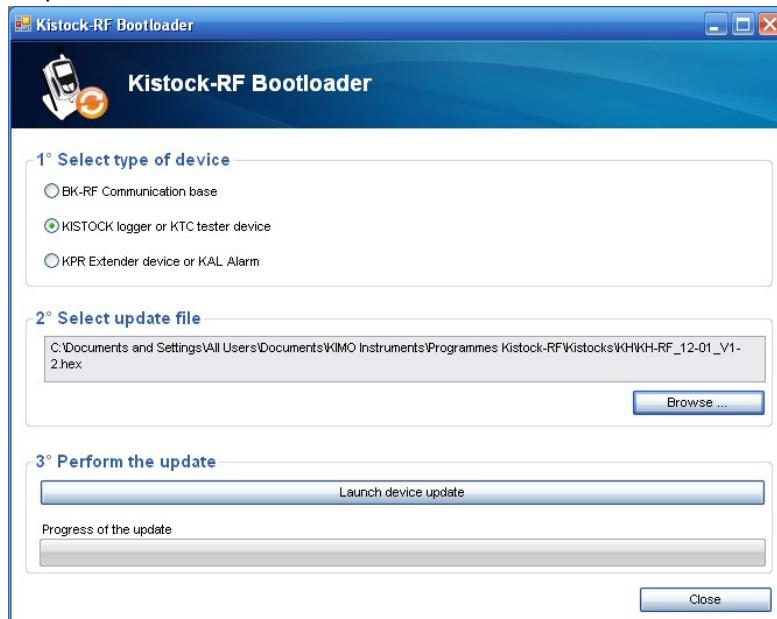 Kistock-RF Bootloader
Kistock-RF Bootloader
1° Select type of device
BK-RF Communication base
KISTOCK logger or KTC tester device
KPR Extender device or KAL Alarm
2° Select update file
C:\Documents and Settings\All Users\Documents\KIMO Instruments\Programmes Kistock-RF\Kistocks\KH\KH-RF_12-01_V1-
2.hex
Browse ...
3° Perform the update
Launch device update
Progress of the update
Close